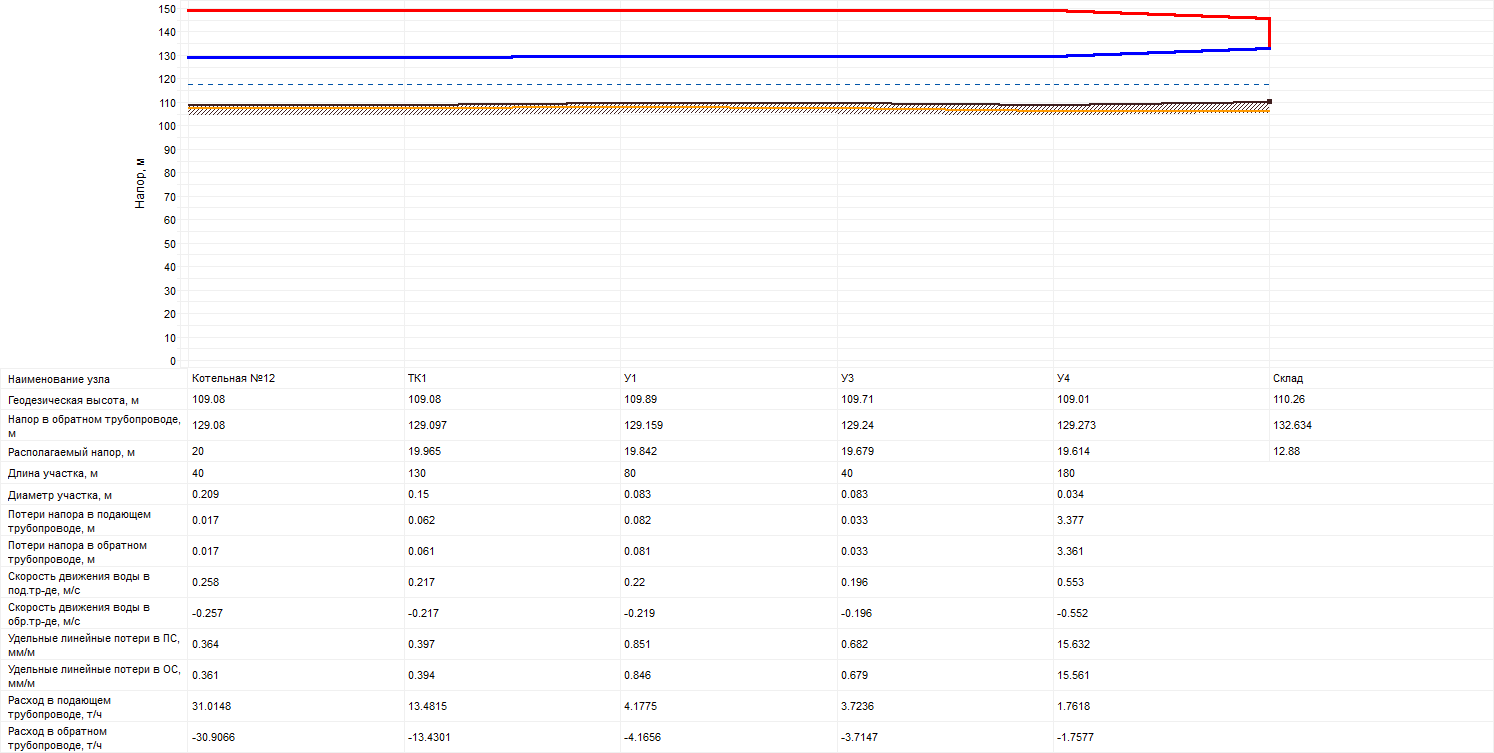 150
140
130
120
110
100
90
80
70
60
50
40
30
20
10
0
Напор, м
Наименование узла Котельная №12 ТК1 У1 У3 У4 Склад
Геодезическая высота, м 109.08 109.08 109.89 109.71 109.01 110.26
Напор в обратном трубопроводе,
м 129.08 129.097 129.159 129.24 129.273 132.634
Располагаемый напор, м 20 19.965 19.842 19.679 19.614 12.88
Длина участка, м 40 130 80 40 180
Диаметр участка, м 0.209 0.15 0.083 0.083 0.034
Потери напора в подающем
трубопроводе, м 0.017 0.062 0.082 0.033 3.377
Потери напора в обратном
трубопроводе, м 0.017 0.061 0.081 0.033 3.361
Скорость движения воды в
под.тр-де, м/с 0.258 0.217 0.22 0.196 0.553
Скорость движения воды в
обр.тр-де, м/с -0.257 -0.217 -0.219 -0.196 -0.552
Удельные линейные потери в ПС,
мм/м 0.364 0.397 0.851 0.682 15.632
Удельные линейные потери в ОС,
мм/м 0.361 0.394 0.846 0.679 15.561
Расход в подающем
трубопроводе, т/ч 31.0148 13.4815 4.1775 3.7236 1.7618
Расход в обратном
трубопроводе, т/ч -30.9066 -13.4301 -4.1656 -3.7147 -1.7577